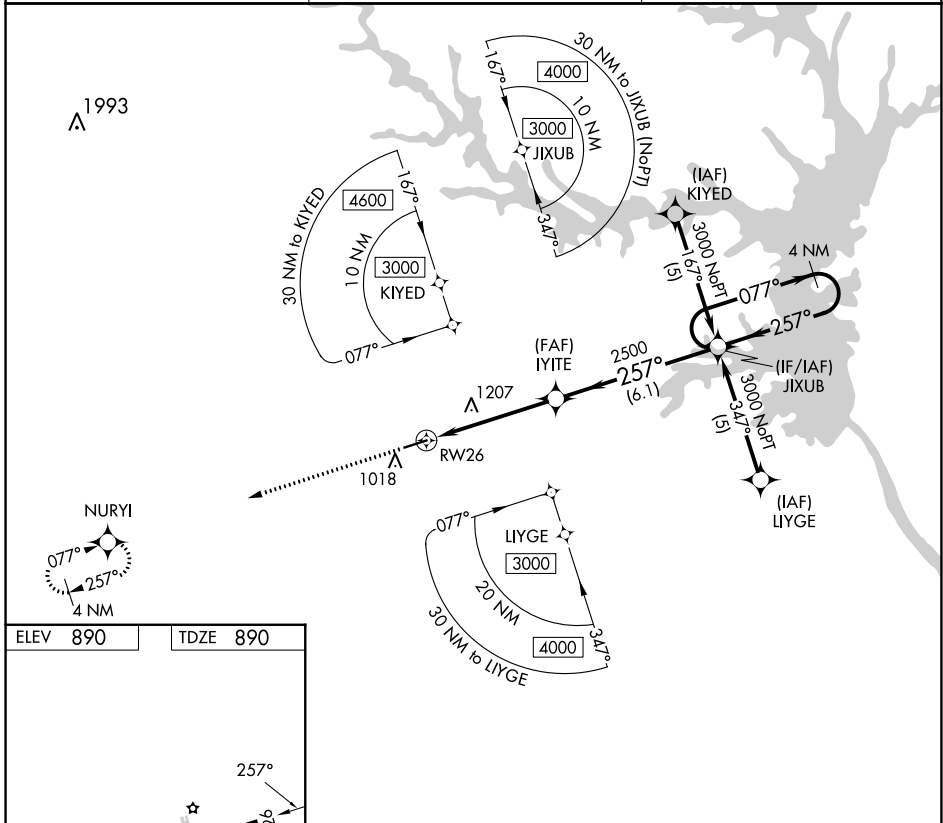 1993
30 NM to JIXUB (NoPT)
4000
10 NM
3000
JIXUB
167°
347°
30 NM to KIYED
4600
10 NM
3000
KIYED
167°
077°
(IAF)
KIYED
3000 NoPT
167°
(5)
4 NM
077°
257°
(IF/IAF)
JIXUB
(FAF)
IYITE
2500
257°
(6.1)
3000 NoPT
347°
(5)
(IAF)
LIYGE
1207
RW26
1018
NURYI
077°
257°
4 NM
077°
LIYGE
3000
20 NM
4000
347°
30 NM to LIYGE
ELEV 890
TDZE 890
257°
26